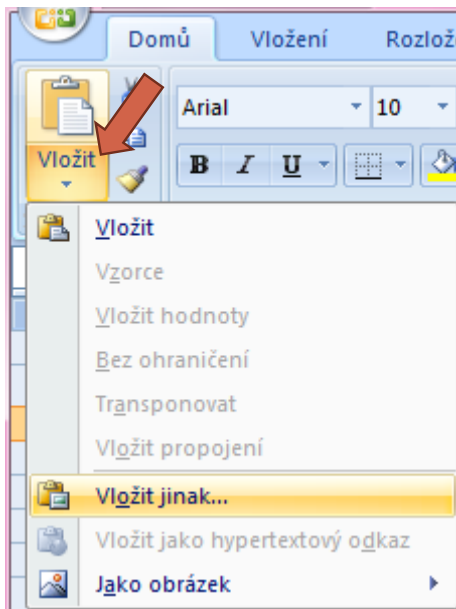 Domů Vložení Rozlož
Arial 10
Vložit
B I U
Vložit
Vzorce
Vložit hodnoty
Bez ohraničení
Transponovat
Vložit propojení
Vložit jinak...
Vložit jako hypertextový odkaz
Jako obrázek